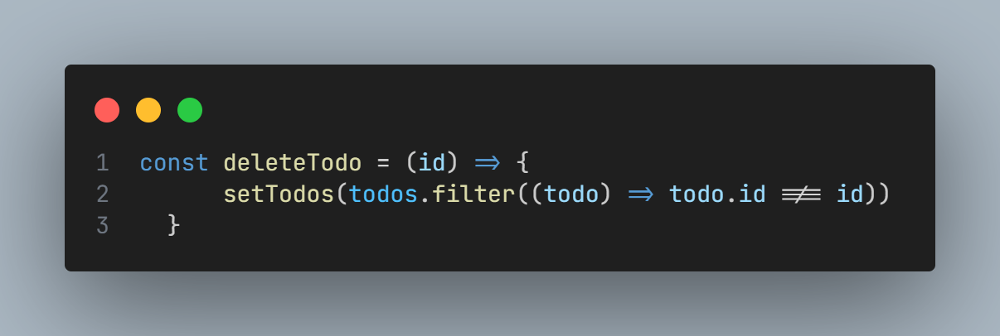 1 const deleteTodo = (id) => {
2       setTodos(todos.filter((todo) => todo.id !== id))
3   }